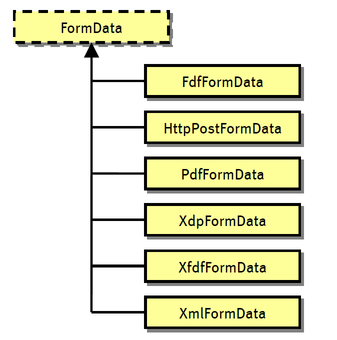 FormData
FdfFormData
HttpPostFormData
PdfFormData
XdpFormData
XfdfFormData
XmlFormData